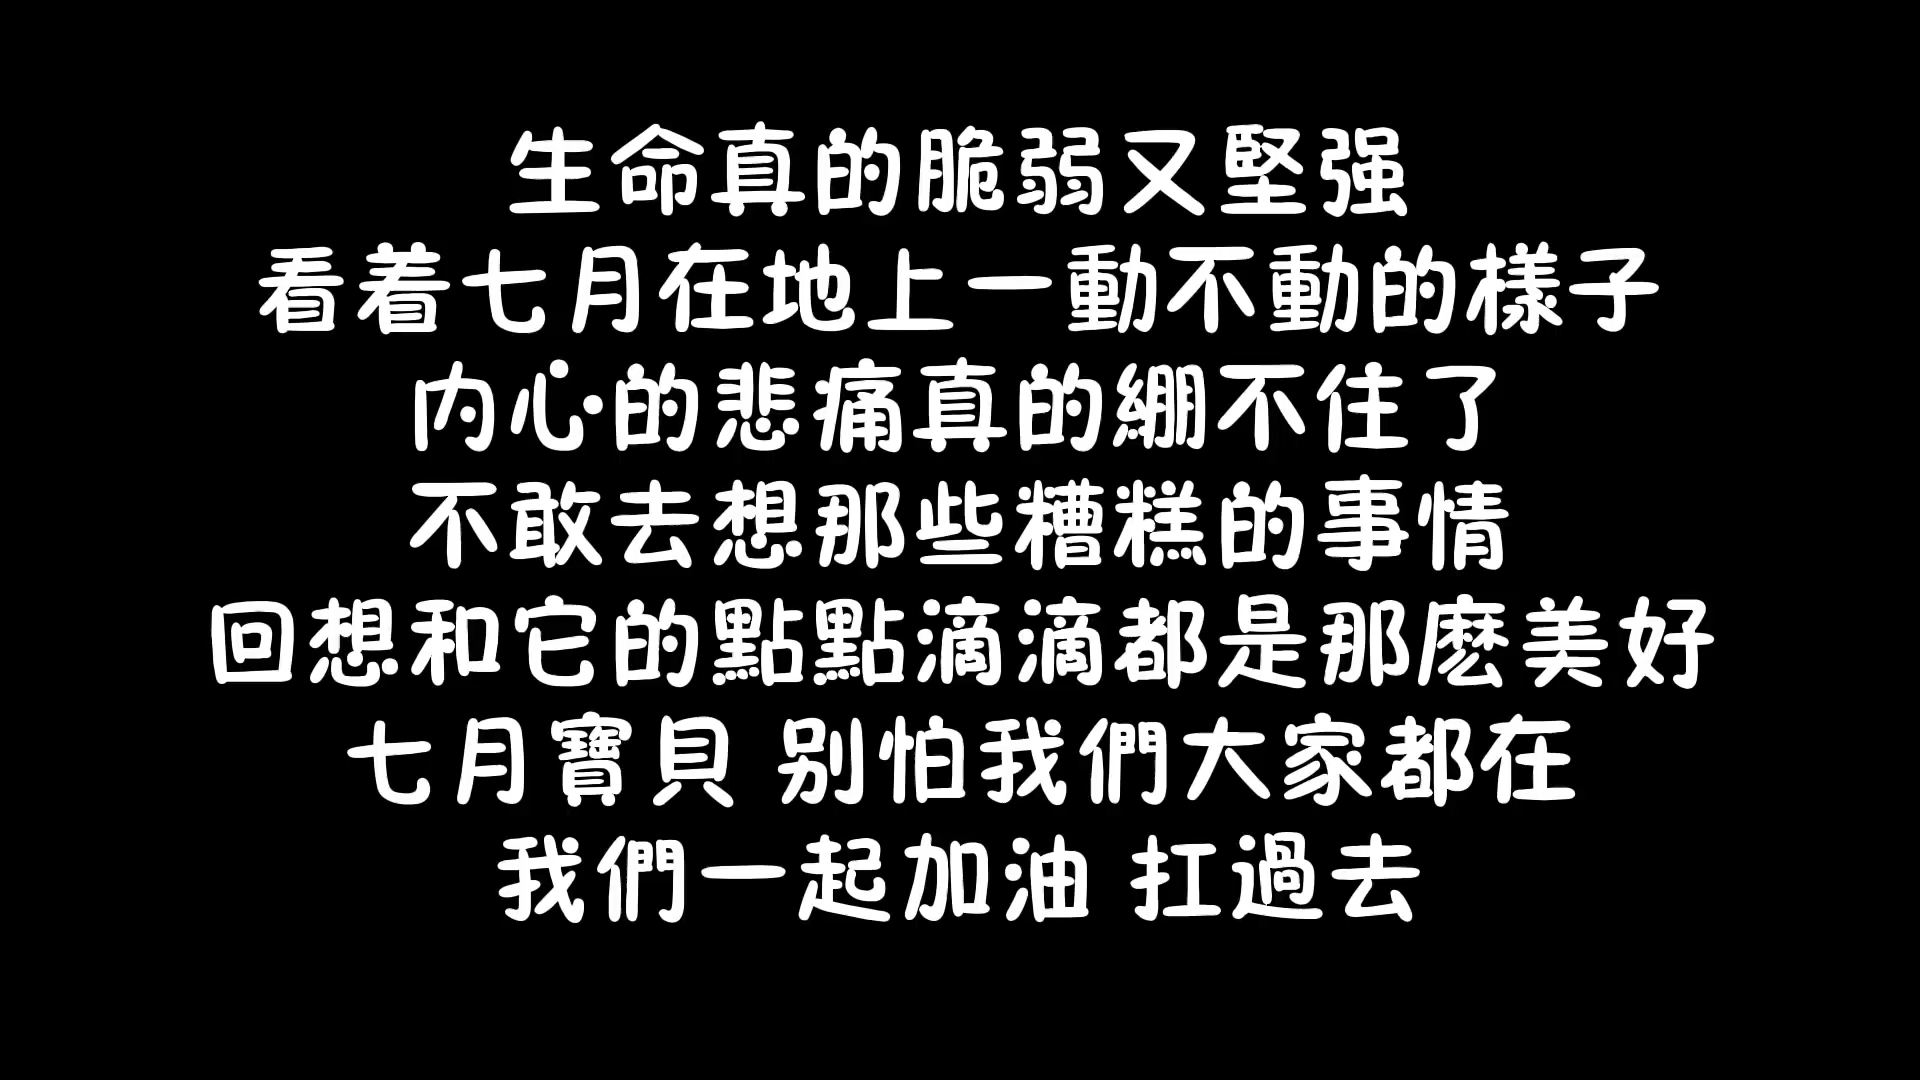 生命真的脆弱又堅强
看着七月在地上一動不動的樣子
内心的悲痛真的綳不住了
不敢去想那些糟糕的事情
回想和它的點點滴滴都是那麽美好
七月寶貝 别怕我們大家都在
我們一起加油 扛過去